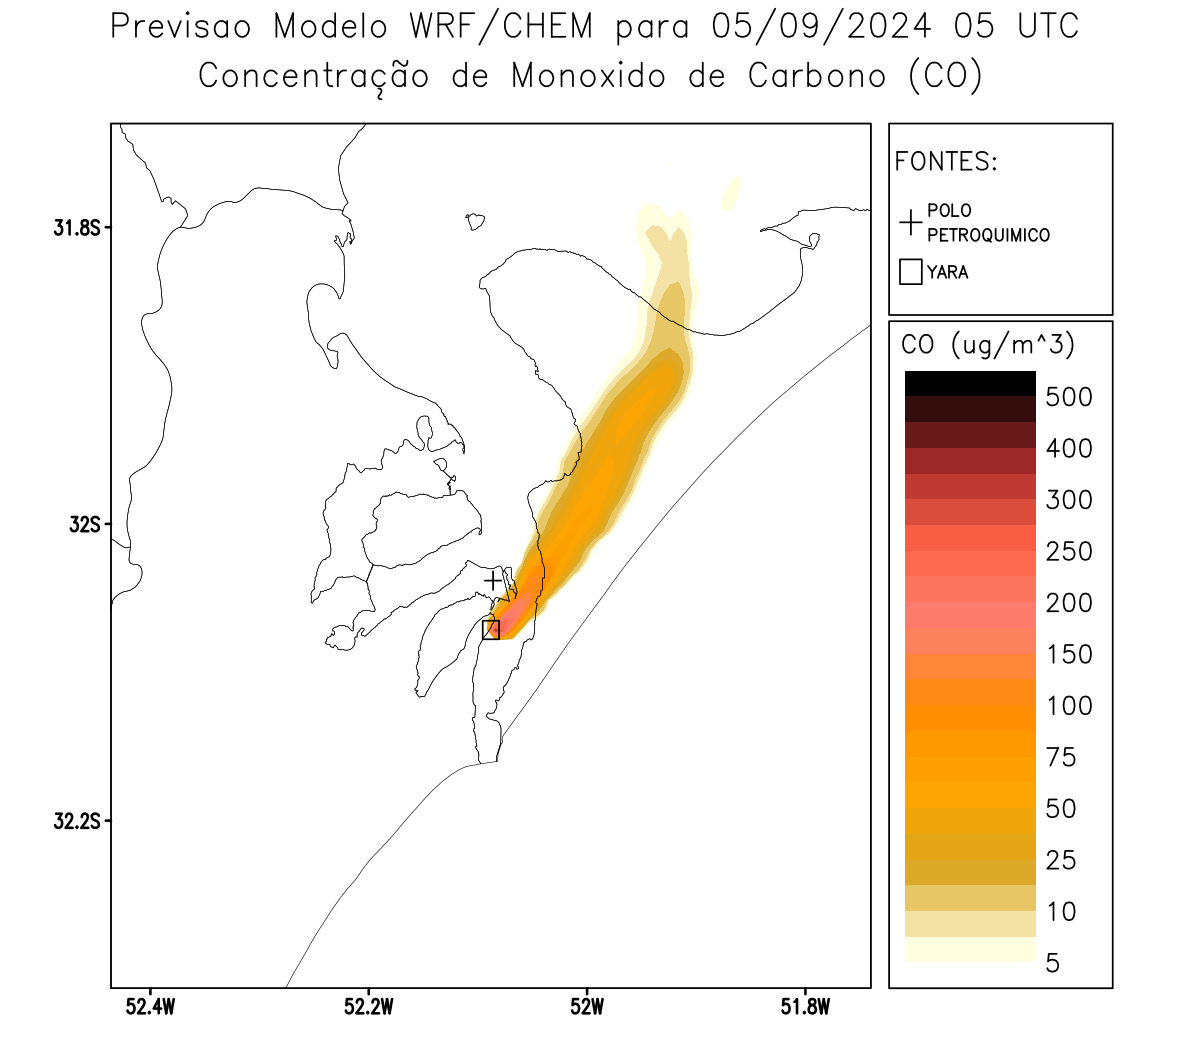 Previsao Modelo WRF/CHEM para 05/09/2024 05 UTC
Concentração de Monoxido de Carbono (CO)
FONTES:
POLO
PETROQUIMICO
YARA
CO (ug/m^3)
500
400
300
250
200
150
100
75
50
25
10
5
31.8S
32S
32.2S
52.4W
52.2W
52W
51.8W